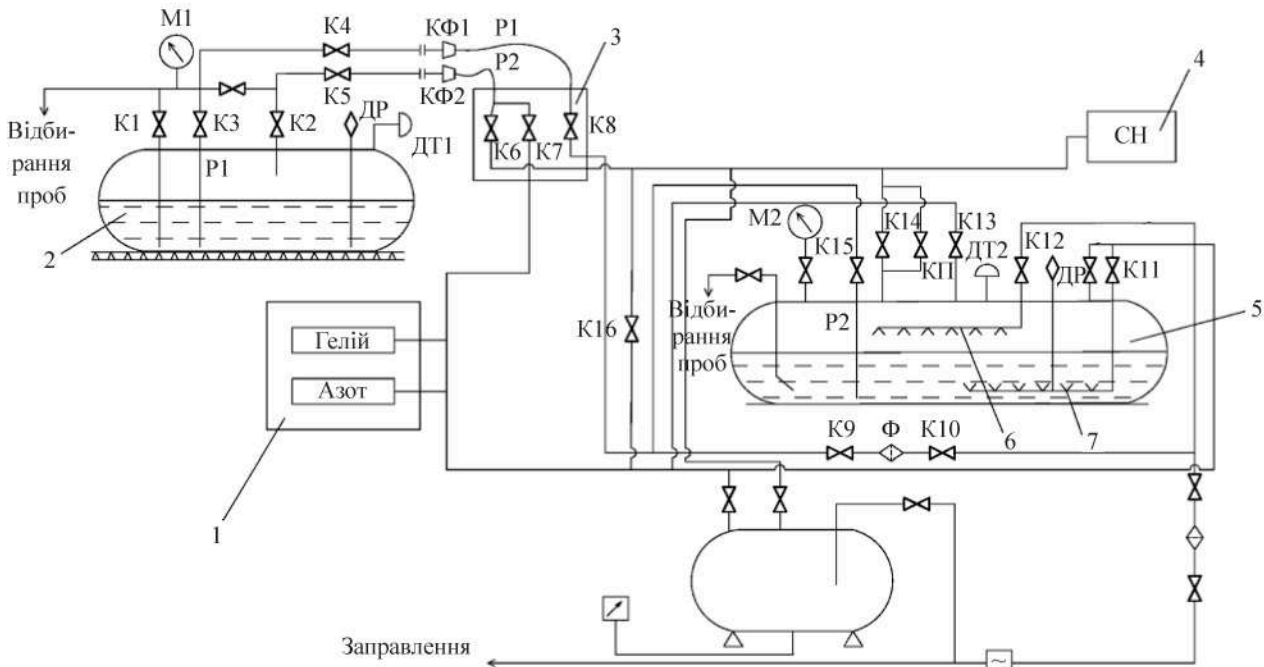 М1
К4
КФ1
Р1
3
Р2
К5
КФ2
4
Відби-
рання
проб
К1
К3
К2
ДР
ДТ1
К6
К7
К8
СН
Р1
2
М2
К14
К13
К15
КП
ДТ2
К12
ДР
К11
5
Відби-
рання
проб
Р2
К16
Гелій
Азот
6
7
К9
Ф
К10
1
Заправлення
~